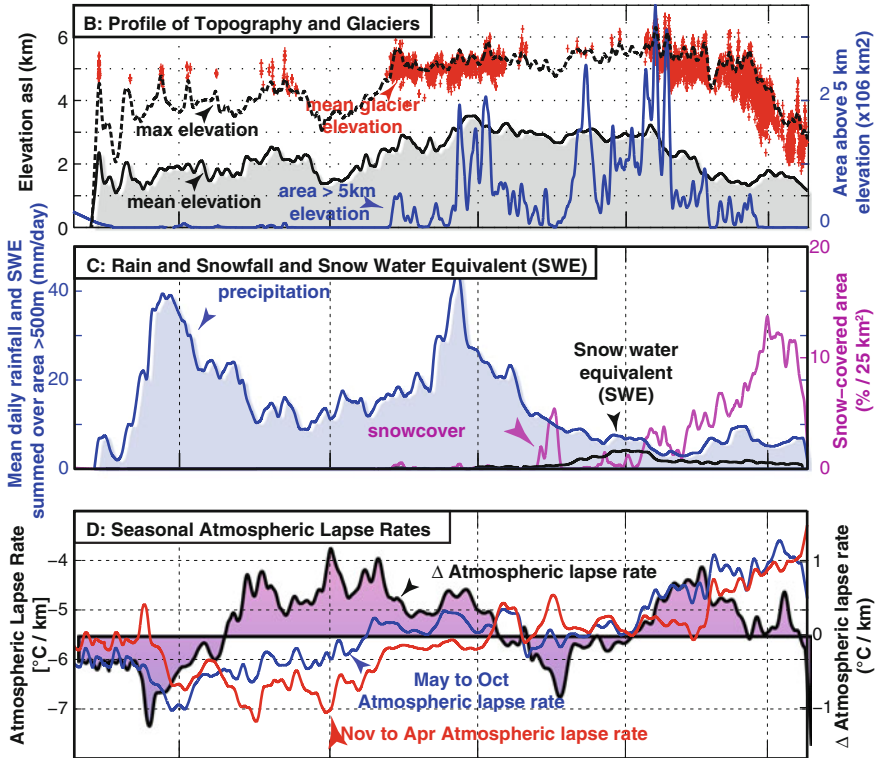 B: Profile of Topography and Glaciers
Elevation asl (km)
6
4
2
0
max elevation
mean glacier
elevation
mean elevation
area > 5km
elevation
2
0
Area above 5 km
elevation (x106 km2)
C: Rain and Snowfall and Snow Water Equivalent (SWE)
Mean daily rainfall and SWE
summed over area >500m (mm/day)
40
20
0
precipitation
Snow water
equivalent
(SWE)
snowcover
20
10
0
Snow-covered area
(% / 25 km²)
D: Seasonal Atmospheric Lapse Rates
Atmospheric Lapse Rate
[°C / km]
−4
−5
−6
−7
Δ Atmospheric lapse rate
May to Oct
Atmospheric lapse rate
Nov to Apr Atmospheric lapse rate
1
0
−1
Δ Atmospheric lapse rate
(°C / km)